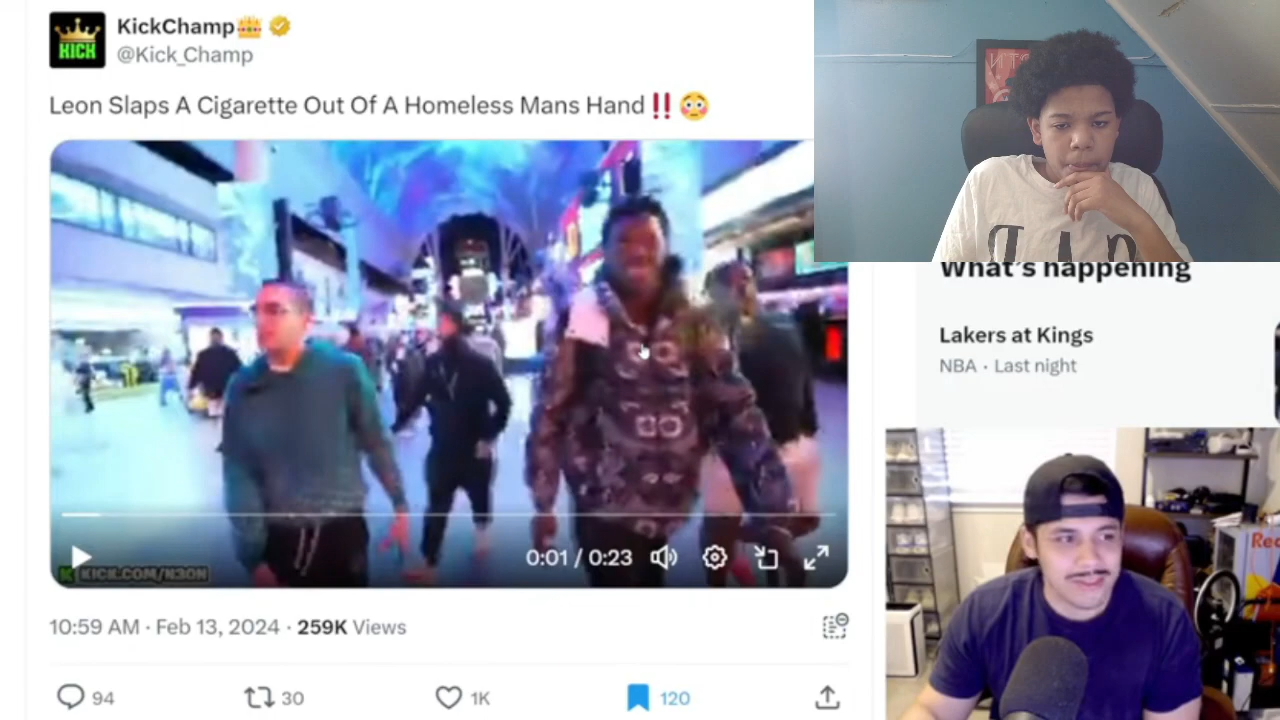 KickChamp
@Kick_Champ
KICK
Leon Slaps A Cigarette Out Of A Homeless Mans Hand‼️ 😳
KICK.COM/N3ON
0:01 / 0:23
10:59 AM · Feb 13, 2024 · 259K Views
94
30
1K
120
What's happening
Lakers at Kings
NBA · Last night